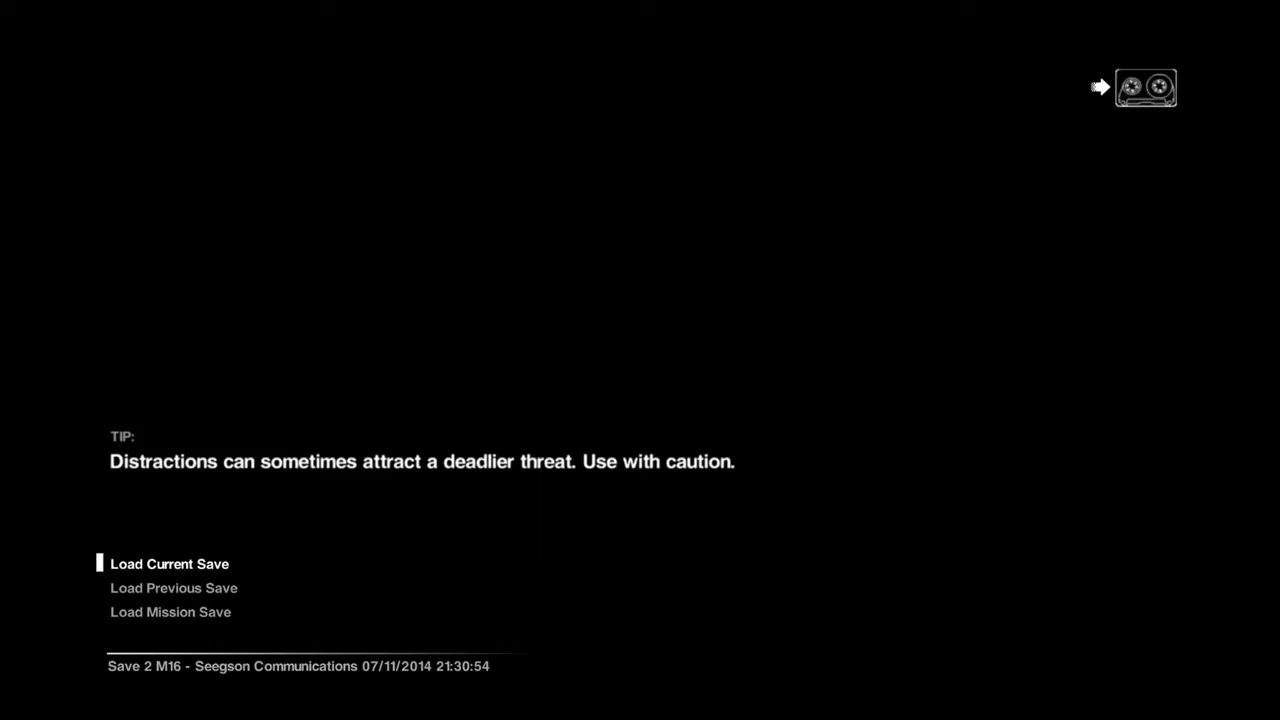 TIP:
Distractions can sometimes attract a deadlier threat. Use with caution.
Load Current Save
Load Previous Save
Load Mission Save
Save 2 M16 - Seegson Communications 07/11/2014 21:30:54